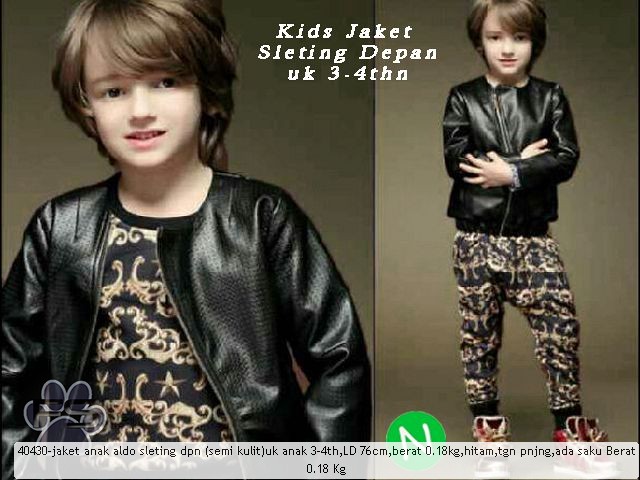 Kids Jaket
Sleting Depan
uk 3-4thn
N
40430-jaket anak aldo sleting dpn (semi kulit)uk anak 3-4th,LD 76cm,berat 0.18kg,hitam,tgn pnjng,ada saku Berat
0.18 Kg